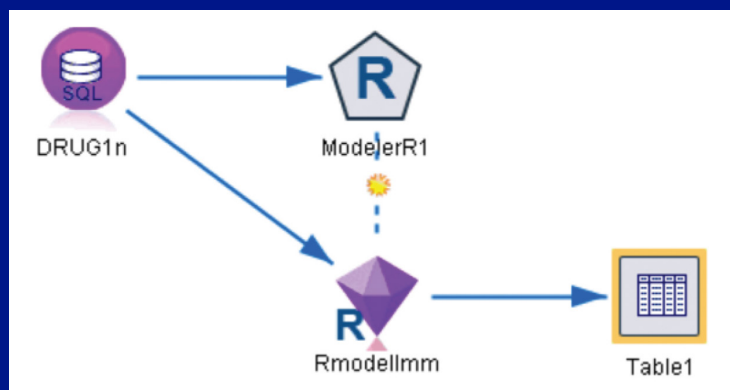 SQL
DRUG1n
R
ModelerR1
R
Rmodellmm
Table1